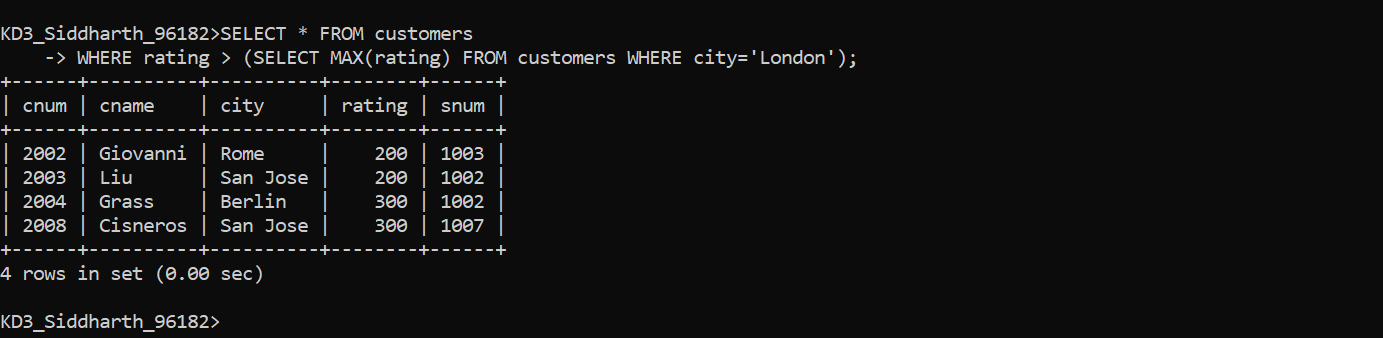 KD3_Siddharth_96182>SELECT * FROM customers
    -> WHERE rating > (SELECT MAX(rating) FROM customers WHERE city='London');
+------+----------+----------+--------+------+
| cnum | cname    | city     | rating | snum |
+------+----------+----------+--------+------+
| 2002 | Giovanni | Rome     |    200 | 1003 |
| 2003 | Liu      | San Jose |    200 | 1002 |
| 2004 | Grass    | Berlin   |    300 | 1002 |
| 2008 | Cisneros | San Jose |    300 | 1007 |
+------+----------+----------+--------+------+
4 rows in set (0.00 sec)
KD3_Siddharth_96182>